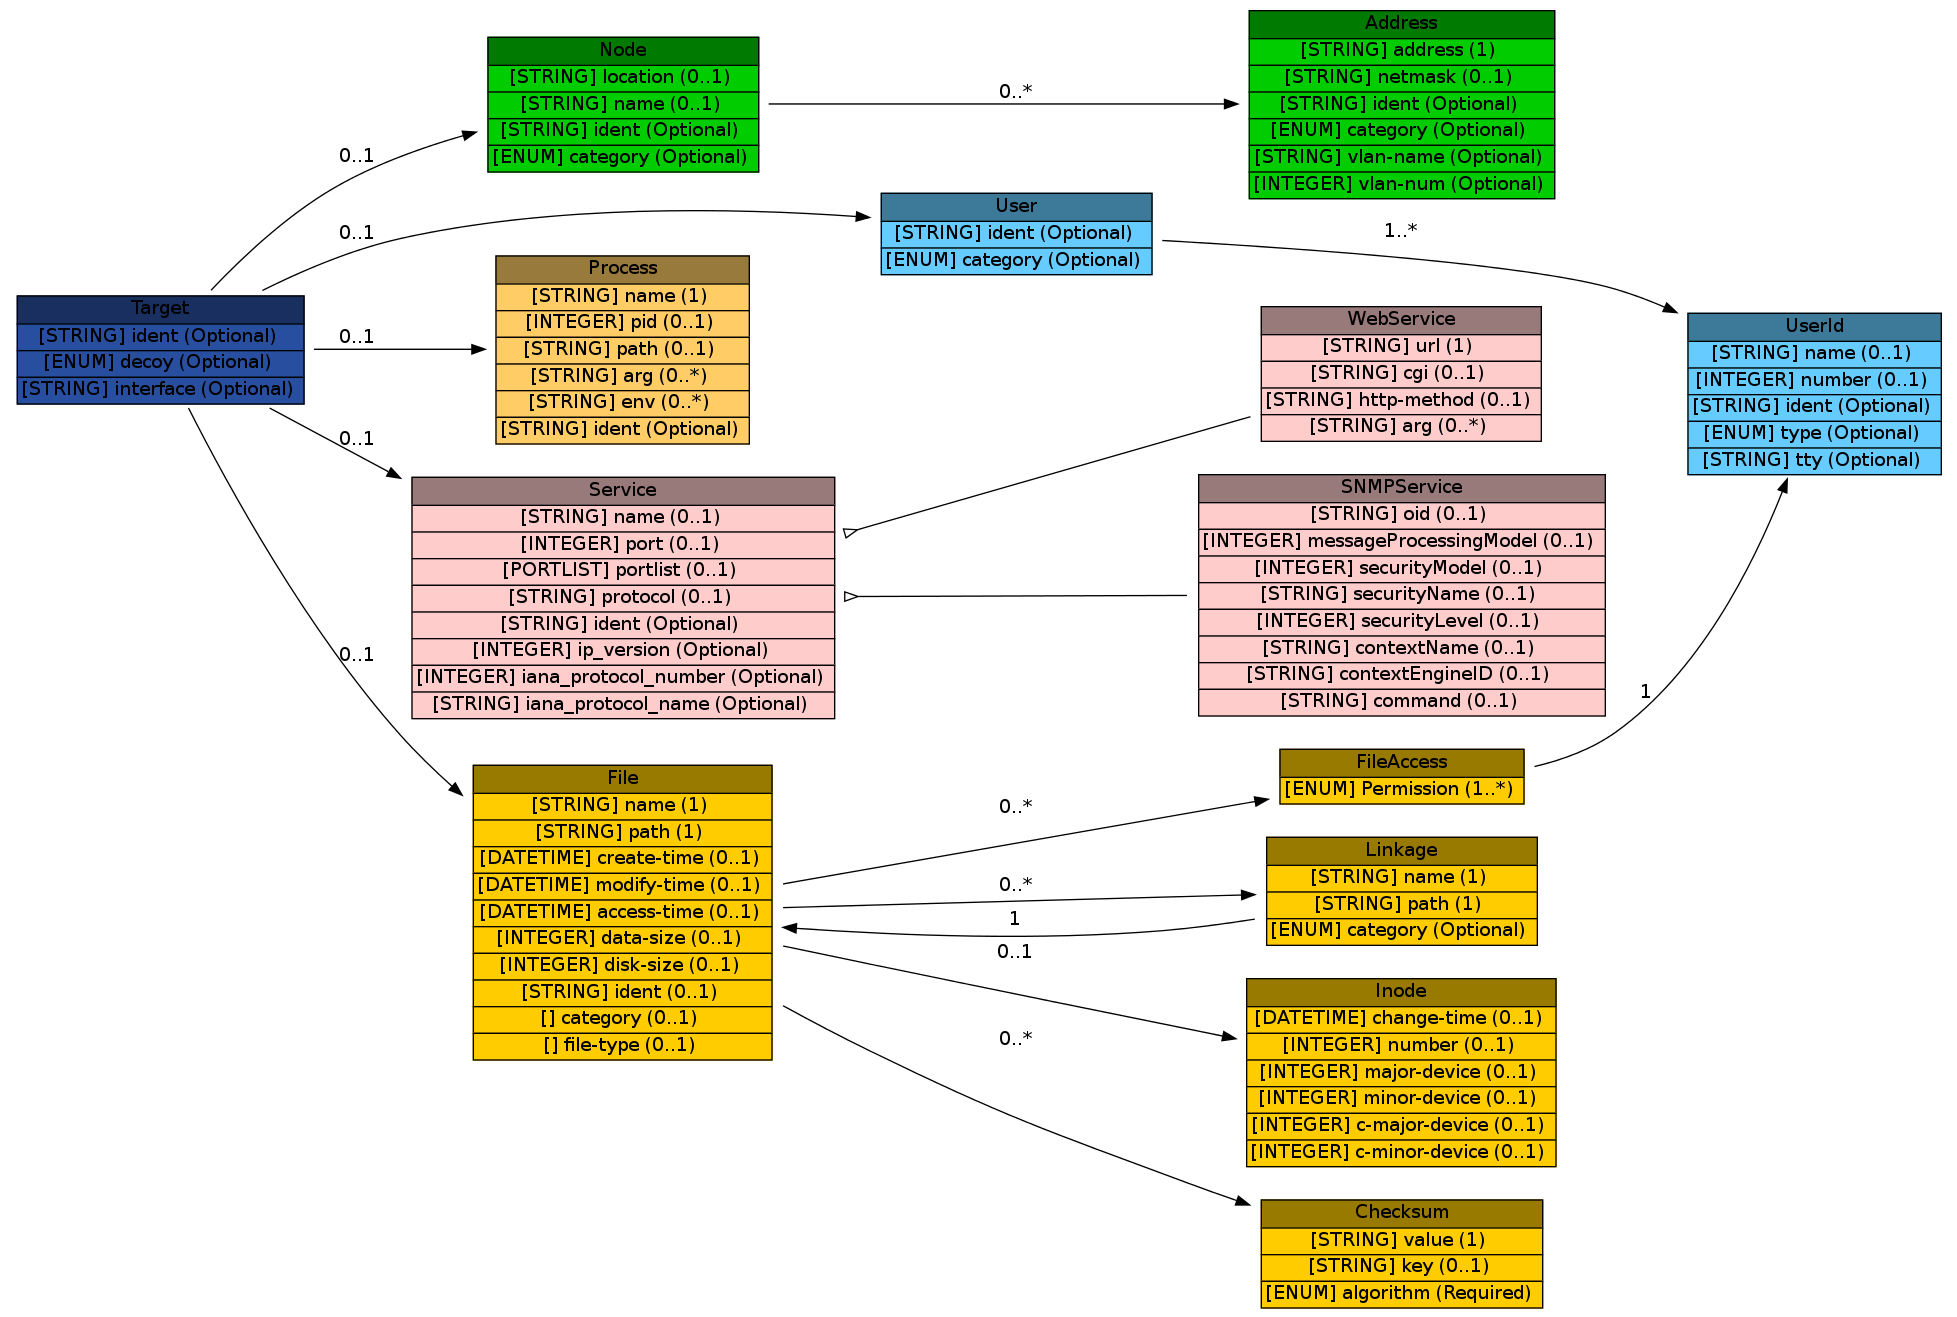 Target
[STRING] ident (Optional)
[ENUM] decoy (Optional)
[STRING] interface (Optional)
0..1
0..1
0..1
0..1
0..1
Node
[STRING] location (0..1)
[STRING] name (0..1)
[STRING] ident (Optional)
[ENUM] category (Optional)
0..*
Address
[STRING] address (1)
[STRING] netmask (0..1)
[STRING] ident (Optional)
[ENUM] category (Optional)
[STRING] vlan-name (Optional)
[INTEGER] vlan-num (Optional)
User
[STRING] ident (Optional)
[ENUM] category (Optional)
1..*
UserId
[STRING] name (0..1)
[INTEGER] number (0..1)
[STRING] ident (Optional)
[ENUM] type (Optional)
[STRING] tty (Optional)
Process
[STRING] name (1)
[INTEGER] pid (0..1)
[STRING] path (0..1)
[STRING] arg (0..*)
[STRING] env (0..*)
[STRING] ident (Optional)
Service
[STRING] name (0..1)
[INTEGER] port (0..1)
[PORTLIST] portlist (0..1)
[STRING] protocol (0..1)
[STRING] ident (Optional)
[INTEGER] ip_version (Optional)
[INTEGER] iana_protocol_number (Optional)
[STRING] iana_protocol_name (Optional)
WebService
[STRING] url (1)
[STRING] cgi (0..1)
[STRING] http-method (0..1)
[STRING] arg (0..*)
SNMPService
[STRING] oid (0..1)
[INTEGER] messageProcessingModel (0..1)
[INTEGER] securityModel (0..1)
[STRING] securityName (0..1)
[INTEGER] securityLevel (0..1)
[STRING] contextName (0..1)
[STRING] contextEngineID (0..1)
[STRING] command (0..1)
File
[STRING] name (1)
[STRING] path (1)
[DATETIME] create-time (0..1)
[DATETIME] modify-time (0..1)
[DATETIME] access-time (0..1)
[INTEGER] data-size (0..1)
[INTEGER] disk-size (0..1)
[STRING] ident (0..1)
[] category (0..1)
[] file-type (0..1)
0..*
0..*
1
0..1
0..*
FileAccess
[ENUM] Permission (1..*)
1
Linkage
[STRING] name (1)
[STRING] path (1)
[ENUM] category (Optional)
Inode
[DATETIME] change-time (0..1)
[INTEGER] number (0..1)
[INTEGER] major-device (0..1)
[INTEGER] minor-device (0..1)
[INTEGER] c-major-device (0..1)
[INTEGER] c-minor-device (0..1)
Checksum
[STRING] value (1)
[STRING] key (0..1)
[ENUM] algorithm (Required)